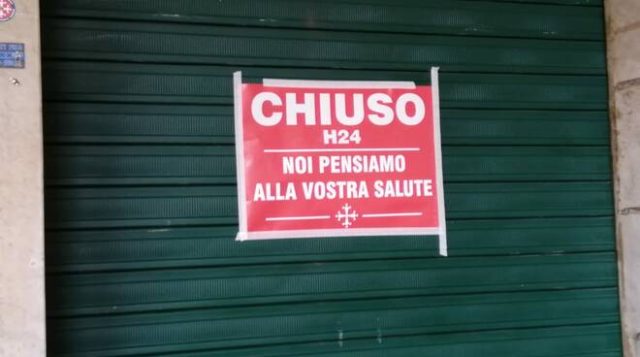 CHIUSO
H24
NOI PENSIAMO
ALLA VOSTRA SALUTE